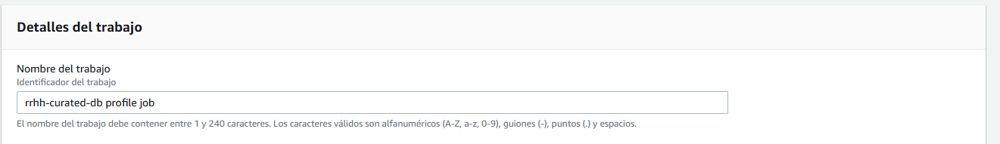 Detalles del trabajo
Nombre del trabajo
Identificador del trabajo
rrhh-curated-db profile job
El nombre del trabajo debe contener entre 1 y 240 caracteres. Los caracteres válidos son alfanuméricos (A-Z, a-z, 0-9), guiones (-), puntos (.) y espacios.